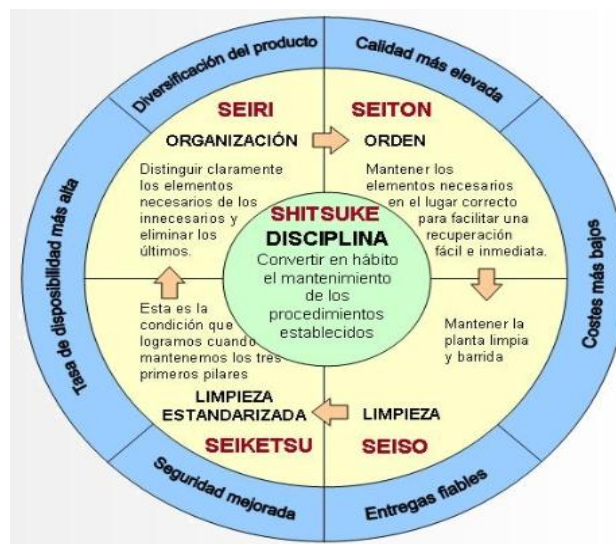 Diversificación del producto
Calidad más elevada
Tasa de disposibilidad más alta
Costes más bajos
Seguridad mejorada
Entregas fiables
SEIRI
ORGANIZACIÓN
Distinguir claramente
los elementos
necesarios de los
innecesarios y
eliminar los
últimos.
SEITON
ORDEN
Mantener los
elementos necesarios
en el lugar correcto
para facilitar una
recuperación
fácil e inmediata.
SHITSUKE
DISCIPLINA
Convertir en hábito
el mantenimiento
de los
procedimientos
establecidos
Esta es la
condición que
logramos cuando
mantenemos los tres
primeros pilares
LIMPIEZA
ESTANDARIZADA
SEIKETSU
Mantener la
planta limpia
y barrida
LIMPIEZA
SEISO